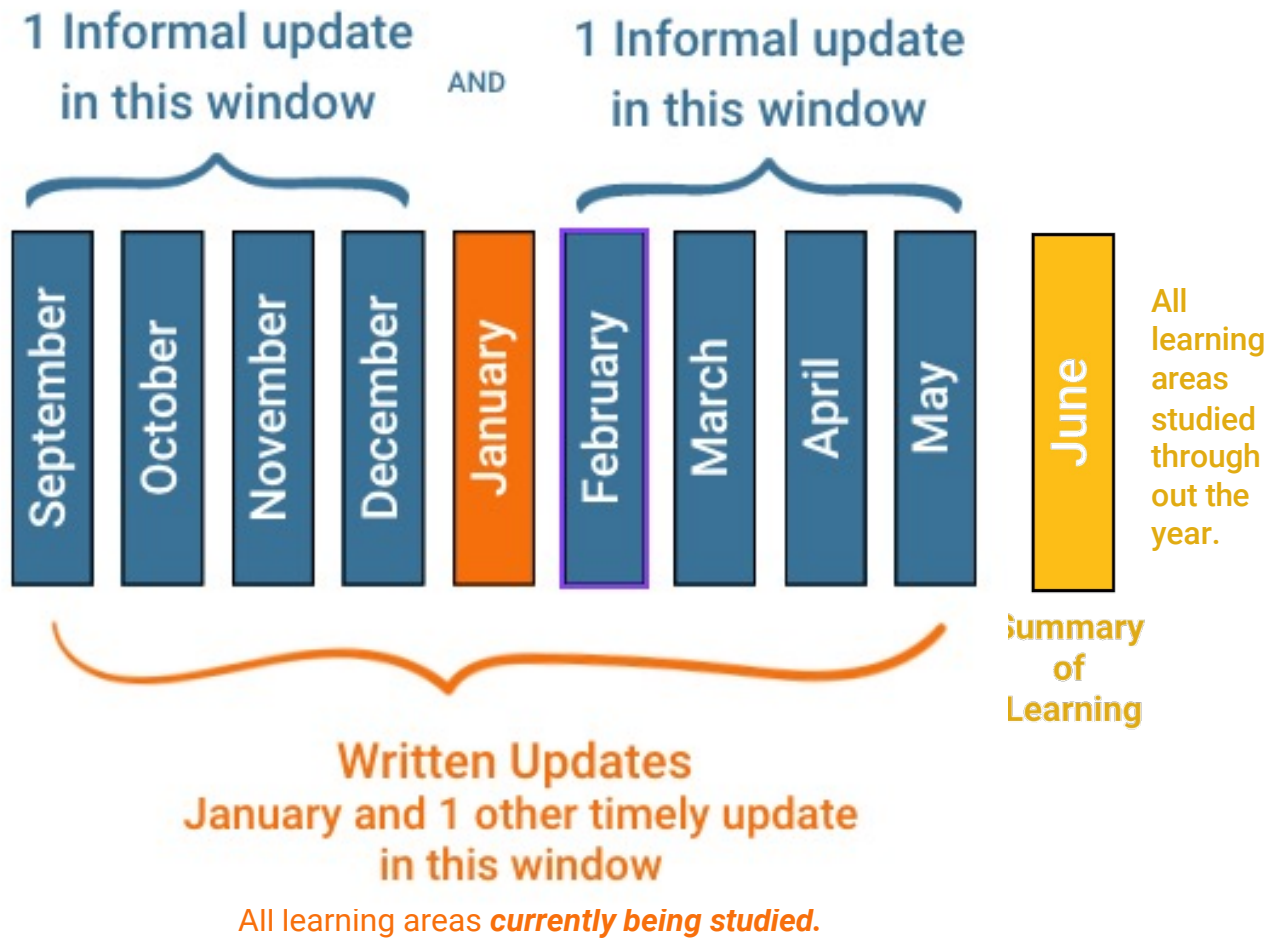 1 Informal update
in this window
AND
1 Informal update
in this window
September
October
November
December
January
February
March
April
May
June
All
learning
areas
studied
through
out the
year.
Summary
of
Learning
Written Updates
January and 1 other timely update
in this window
All learning areas currently being studied.